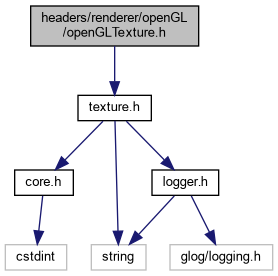 headers/renderer/openGL
/openGLTexture.h
texture.h
core.h
logger.h
cstdint
string
glog/logging.h